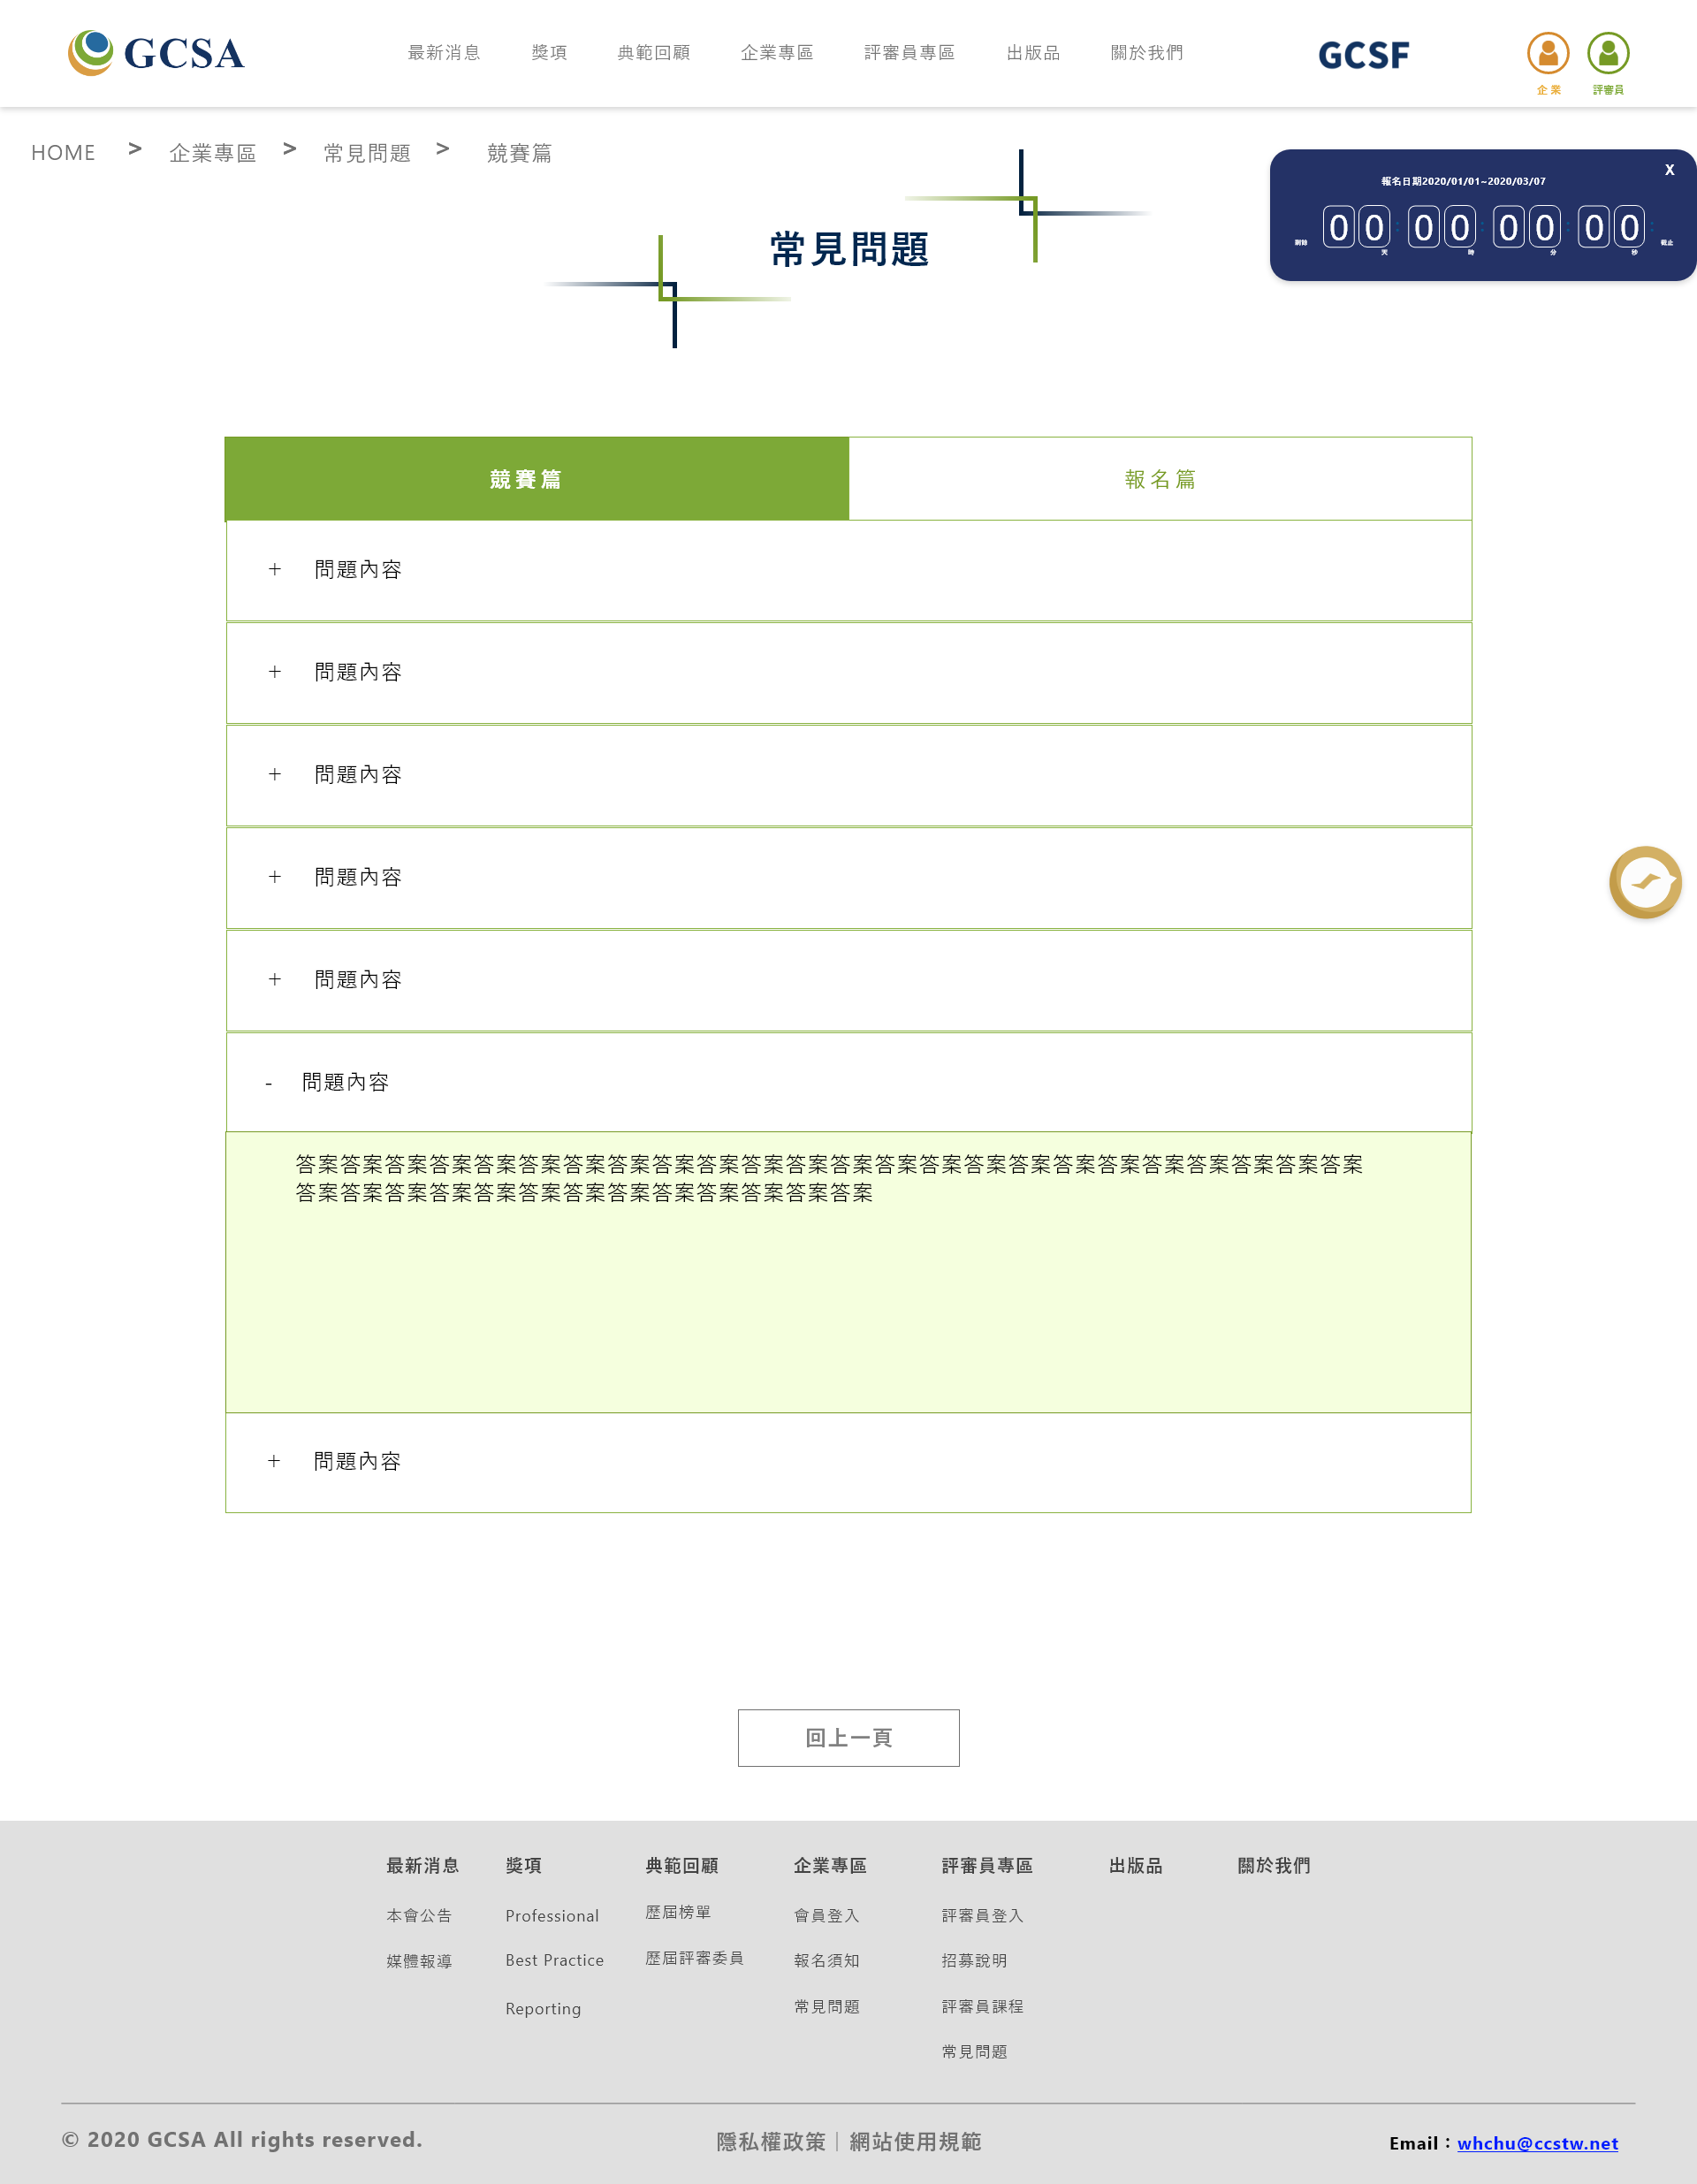 GCSA
最新消息 獎項 典範回顧 企業專區 評審員專區 出版品 關於我們
GCSF
企業 評審員
HOME > 企業專區 > 常見問題 > 競賽篇
X
報名日期2020/01/01~2020/03/07
剩餘 00 天 : 00 時 : 00 分 : 00 秒 : 截止
常見問題
競賽篇 報名篇
+ 問題內容
+ 問題內容
+ 問題內容
+ 問題內容
+ 問題內容
- 問題內容
答案答案答案答案答案答案答案答案答案答案答案答案答案答案答案答案答案答案答案答案答案答案答案答案
答案答案答案答案答案答案答案答案答案答案答案答案答案
+ 問題內容
回上一頁
最新消息 獎項 典範回顧 企業專區 評審員專區 出版品 關於我們
本會公告 Professional 歷屆榜單 會員登入 評審員登入
媒體報導 Best Practice 歷屆評審委員 報名須知 招募說明
Reporting 常見問題 評審員課程
常見問題
© 2020 GCSA All rights reserved.
隱私權政策｜網站使用規範
Email：whchu@ccstw.net